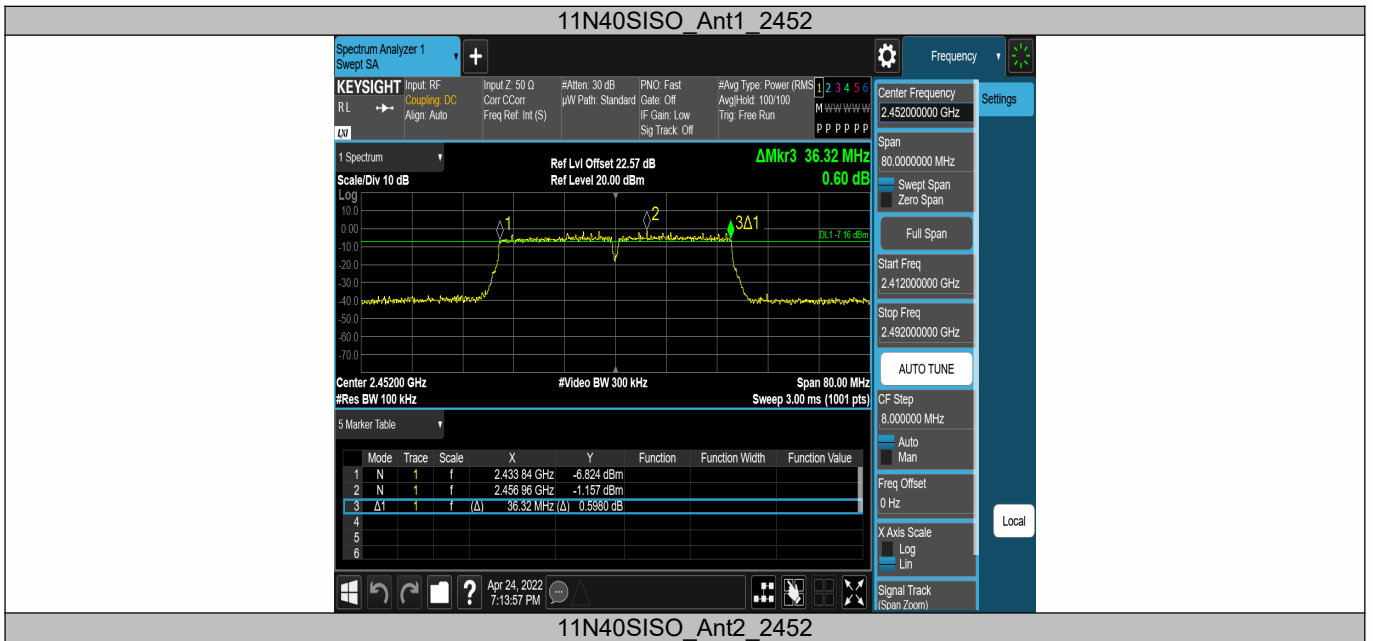 11N40SISO_Ant1_2452
Spectrum Analyzer 1
Swept SA
+
Frequency
KEYSIGHT
RL
LXI
Input: RF
Coupling: DC
Align: Auto
Input Z: 50 Ω
Corr CCorr
Freq Ref: Int (S)
#Atten: 30 dB
µW Path: Standard
PNO: Fast
Gate: Off
IF Gain: Low
Sig Track: Off
#Avg Type: Power (RMS
Avg|Hold: 100/100
Trig: Free Run
1 2 3 4 5 6
M W W W W W
P P P P P P
Center Frequency
2.452000000 GHz
Settings
Span
80.0000000 MHz
Swept Span
Zero Span
Full Span
Start Freq
2.412000000 GHz
Stop Freq
2.492000000 GHz
AUTO TUNE
CF Step
8.000000 MHz
Auto
Man
Freq Offset
0 Hz
X Axis Scale
Log
Lin
Signal Track
(Span Zoom)
Local
1 Spectrum
Scale/Div 10 dB
Log
Ref Lvl Offset 22.57 dB
Ref Level 20.00 dBm
ΔMkr3 36.32 MHz
0.60 dB
10.0
0.00
-10.0
-20.0
-30.0
-40.0
-50.0
-60.0
-70.0
1
2
3Δ1
DL1 -7.16 dBm
Center 2.45200 GHz
#Video BW 300 kHz
Span 80.00 MHz
#Res BW 100 kHz
Sweep 3.00 ms (1001 pts)
5 Marker Table
Mode Trace Scale X Y Function Function Width Function Value
1 N 1 f 2.433 84 GHz -6.824 dBm
2 N 1 f 2.456 96 GHz -1.157 dBm
3 Δ1 1 f (Δ) 36.32 MHz (Δ) 0.5980 dB
4
5
6
?
Apr 24, 2022
7:13:57 PM
11N40SISO_Ant2_2452